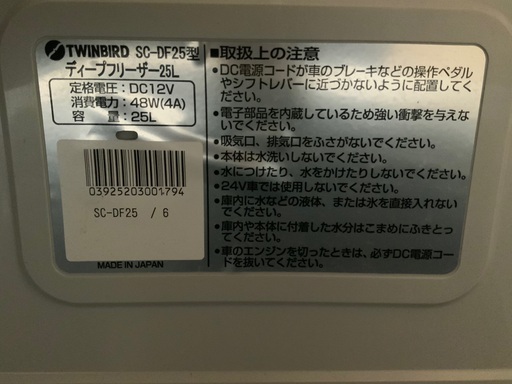 TWINBIRD SC-DF25型
ディープフリーザー25L
定格電圧：DC12V
消費電力：48W(4A)
容　　量：25L
03925203001794
SC-DF25 / 6
MADE IN JAPAN
■取扱上の注意
●DC電源コードが車のブレーキなどの操作ペダル
やシフトレバーに近づかないように配置してく
ださい。
●電子部品を内蔵しているため強い衝撃を与えな
いでください。
●吸気口、排気口をふさがないでください。
●本体は水洗いしないでください。
●水につけたり、水をかけたりしないでください。
●24V車では使用しないでください。
●庫内に水などの液体、または氷を直接入れない
でください。
●庫内や本体に付着した水分はこまめにふきとっ
てください。
●車のエンジンを切ったときは、必ずDC電源コー
ドを抜いてください。